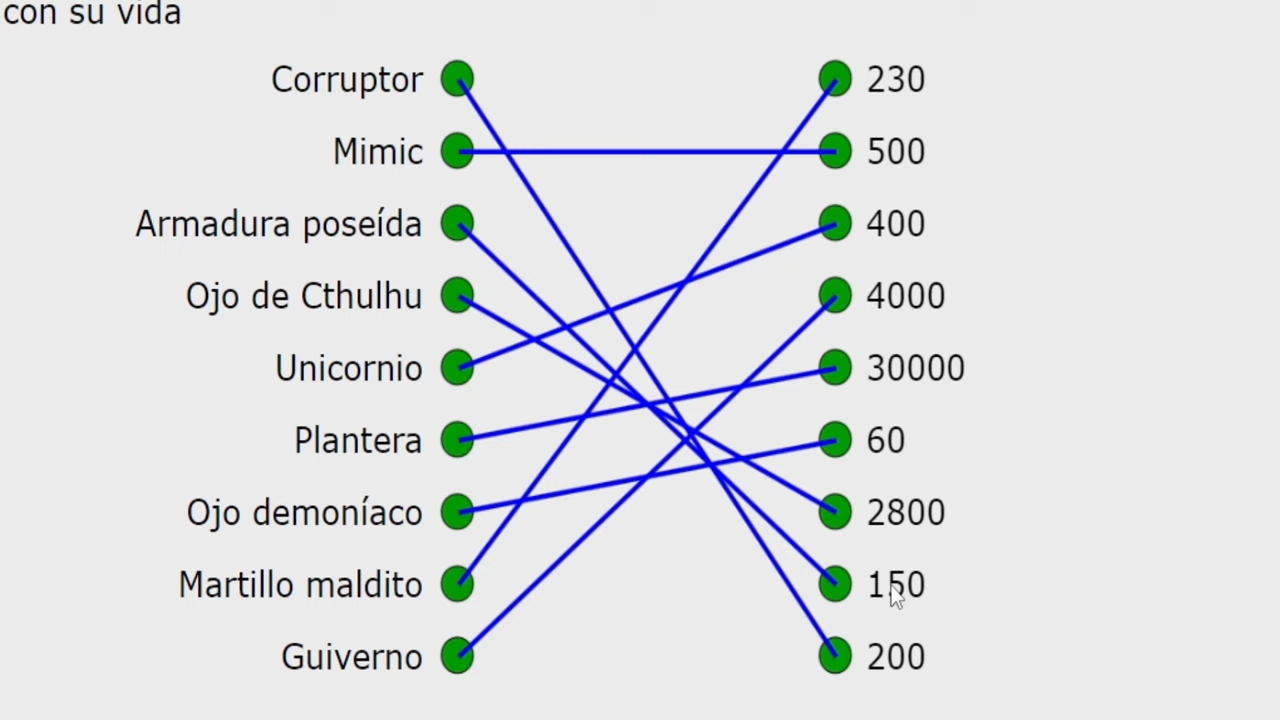 con su vida
Corruptor 230
Mimic 500
Armadura poseída 400
Ojo de Cthulhu 4000
Unicornio 30000
Plantera 60
Ojo demoníaco 2800
Martillo maldito 150
Guiverno 200